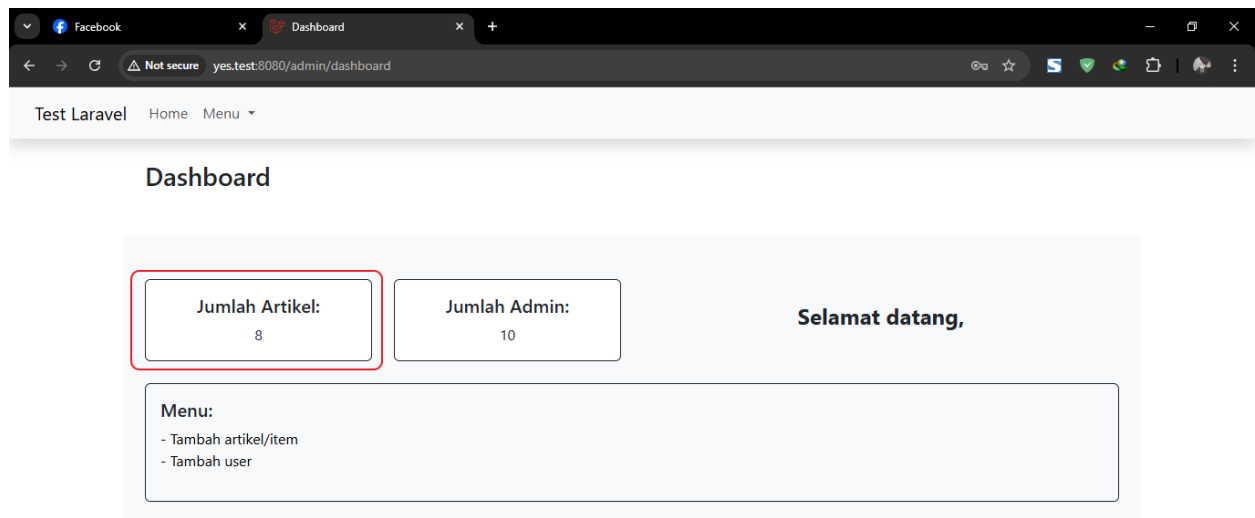 Facebook
Dashboard
Not secure yes.test:8080/admin/dashboard
Test Laravel Home Menu
Dashboard
Jumlah Artikel:
8
Jumlah Admin:
10
Selamat datang,
Menu:
- Tambah artikel/item
- Tambah user